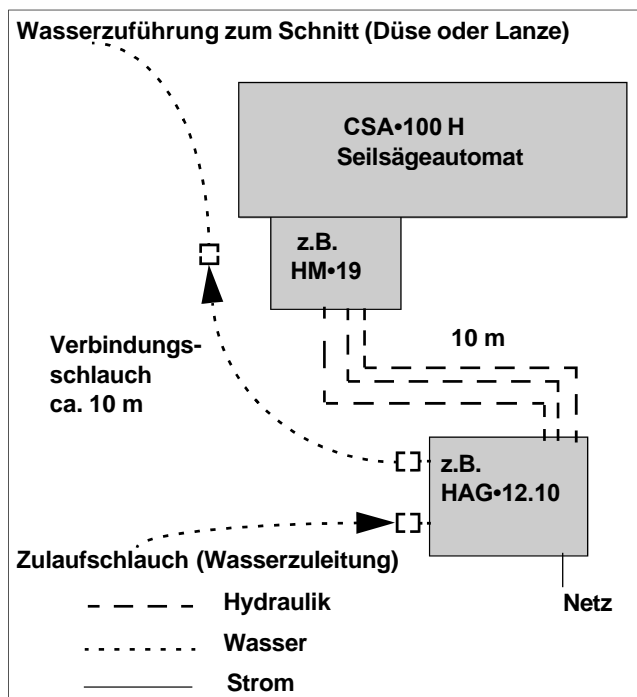 Wasserzuführung zum Schnitt (Düse oder Lanze)
CSA•100 H
Seilsägeautomat
z.B.
HM•19
10 m
Verbindungs-
schlauch
ca. 10 m
z.B.
HAG•12.10
Zulaufschlauch (Wasserzuleitung)
Netz
Hydraulik
Wasser
Strom